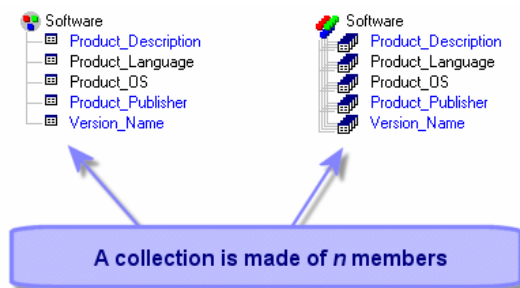 Software
Product_Description
Product_Language
Product_OS
Product_Publisher
Version_Name
Software
Product_Description
Product_Language
Product_OS
Product_Publisher
Version_Name
A collection is made of n members